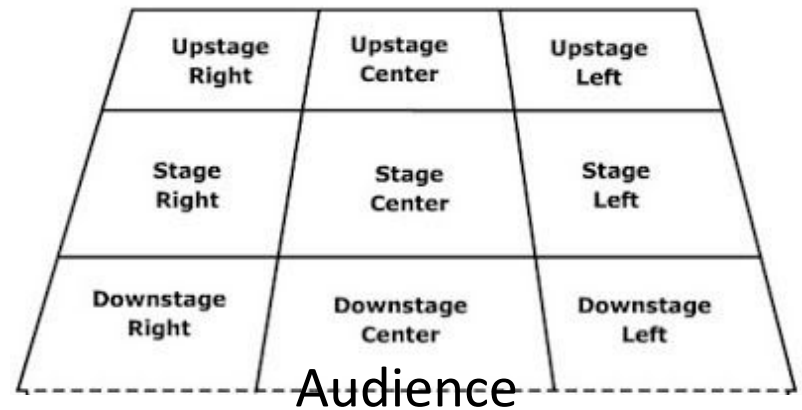 Upstage
Right
Upstage
Center
Upstage
Left
Stage
Right
Stage
Center
Stage
Left
Downstage
Right
Downstage
Center
Downstage
Left
Audience